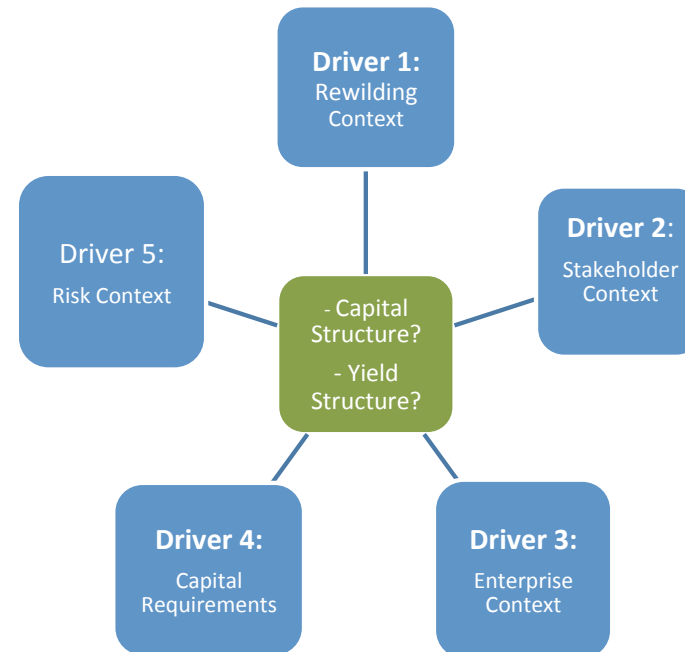 Driver 1:
Rewilding
Context
Driver 2:
Stakeholder
Context
Driver 5:
Risk Context
- Capital
Structure?
- Yield
Structure?
Driver 4:
Capital
Requirements
Driver 3:
Enterprise
Context